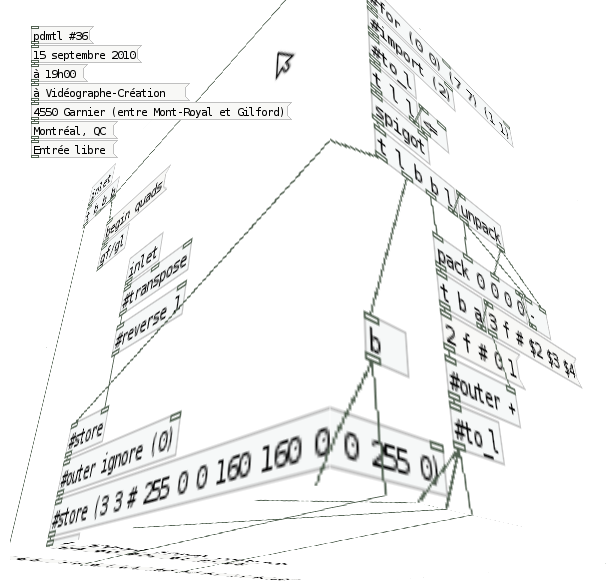 pdmtl #36
15 septembre 2010
à 19h00
à Vidéographe-Création
4550 Garnier (entre Mont-Royal et Gilford)
Montréal, QC
Entrée libre
#for (0 0) (7 7) (1 1)
#import (2)
#to_l
t l l
spigot
t l b b l
unpack
inlet
begin quads
gf/gl
inlet
#transpose
#reverse 1
pack 0 0 0 0
t b a
3 f # $2 $3 $4
b
2 f # 0 1
#outer +
#to_l
#store
#outer ignore (0)
#store (3 3 # 255 0 0 160 160 0 0 255 0)